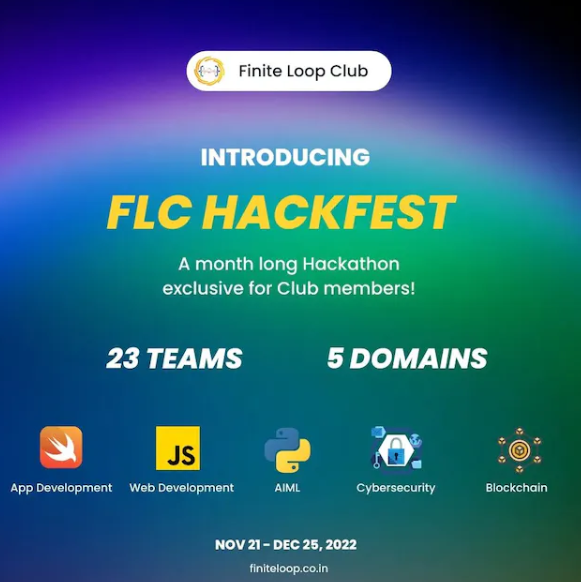 Finite Loop Club
INTRODUCING
FLC HACKFEST
A month long Hackathon
exclusive for Club members!
23 TEAMS 5 DOMAINS
JS
App Development Web Development AIML Cybersecurity Blockchain
NOV 21 - DEC 25, 2022
finiteloop.co.in